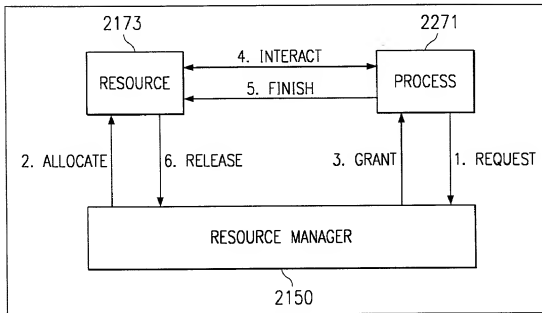 2173
2271
4. INTERACT
RESOURCE
PROCESS
5. FINISH
2. ALLOCATE
6. RELEASE
3. GRANT
1. REQUEST
RESOURCE MANAGER
2150